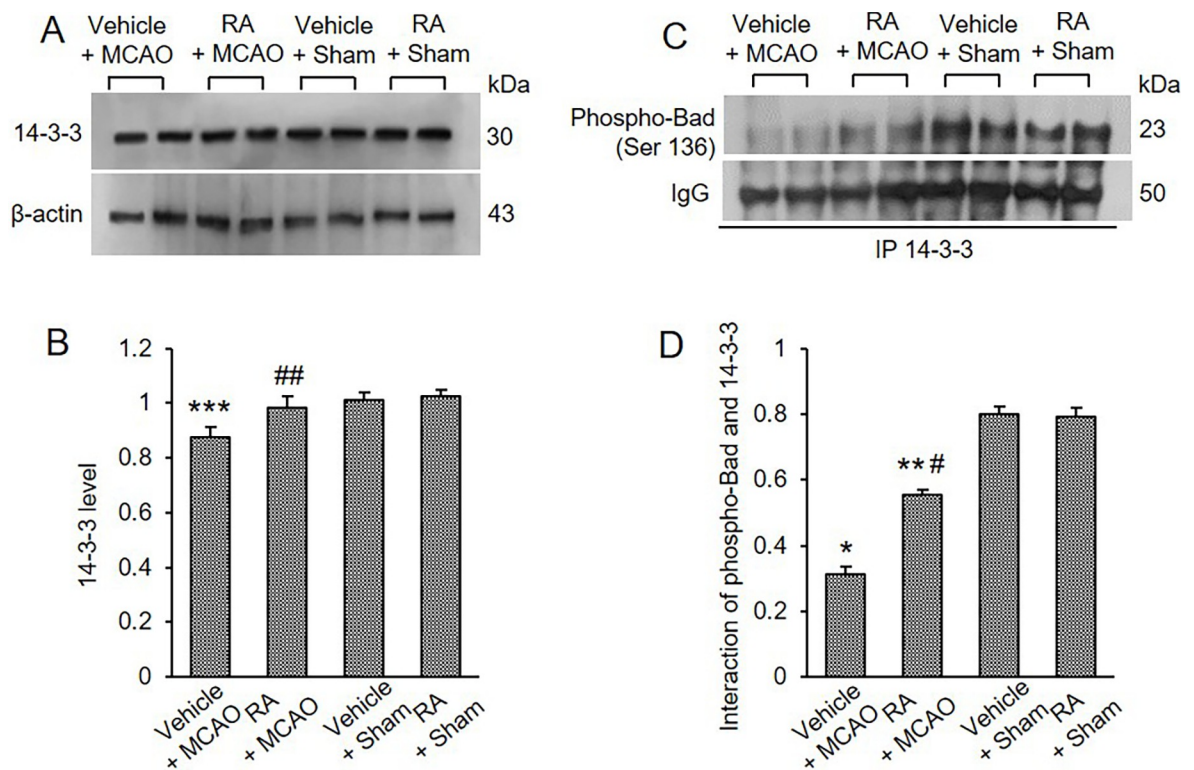 A
Vehicle
+ MCAO
RA
+ MCAO
Vehicle
+ Sham
RA
+ Sham
kDa
14-3-3
30
β-actin
43
C
Vehicle
+ MCAO
RA
+ MCAO
Vehicle
+ Sham
RA
+ Sham
kDa
Phospho-Bad
(Ser 136)
23
IgG
50
IP 14-3-3
B
14-3-3 level
1.2
1
0.8
0.6
0.4
0.2
0
***
##
Vehicle
+ MCAO
RA
+ MCAO
Vehicle
+ Sham
RA
+ Sham
D
Interaction of phospho-Bad and 14-3-3
1
0.8
0.6
0.4
0.2
0
*
**#
Vehicle
+ MCAO
RA
+ MCAO
Vehicle
+ Sham
RA
+ Sham